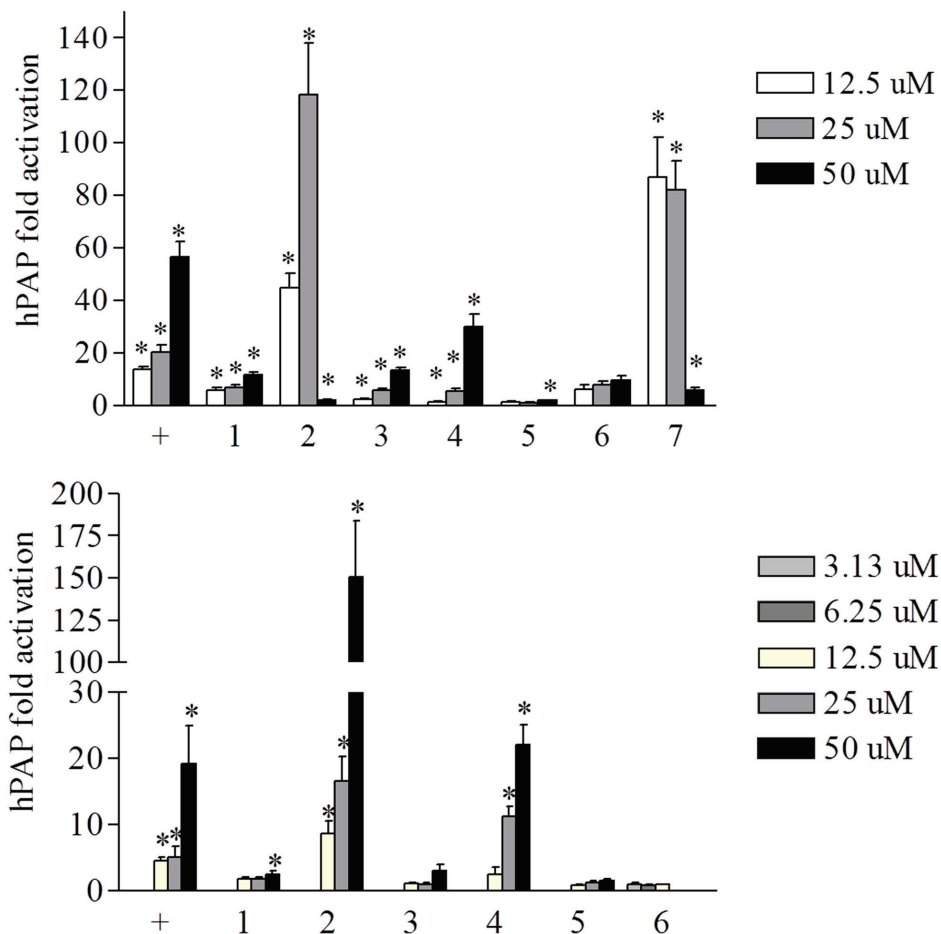 hPAP fold activation
140
120
100
80
60
40
20
0
* * * * * * * * * * * * * * * * * * * *
+ 1 2 3 4 5 6 7
12.5 uM
25 uM
50 uM
hPAP fold activation
200
175
150
125
100
30
20
10
0
* * * * * * * * *
+ 1 2 3 4 5 6
3.13 uM
6.25 uM
12.5 uM
25 uM
50 uM